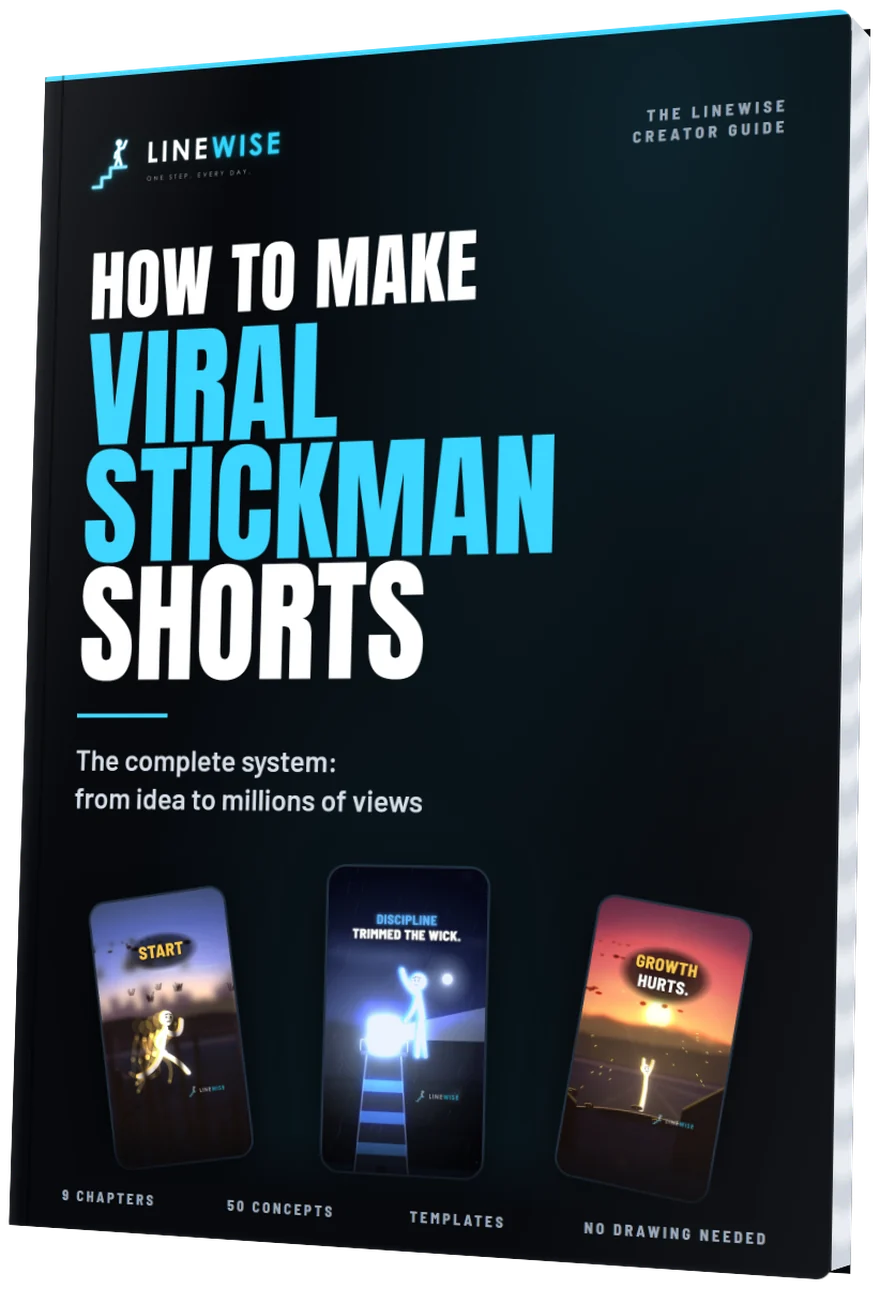 LINEWISE
ONE STEP. EVERY DAY.
THE LINEWISE
CREATOR GUIDE
HOW TO MAKE
VIRAL
STICKMAN
SHORTS
The complete system:
from idea to millions of views
START
LINEWISE
DISCIPLINE
TRIMMED THE WICK.
LINEWISE
GROWTH
HURTS.
LINEWISE
9 CHAPTERS
50 CONCEPTS
TEMPLATES
NO DRAWING NEEDED